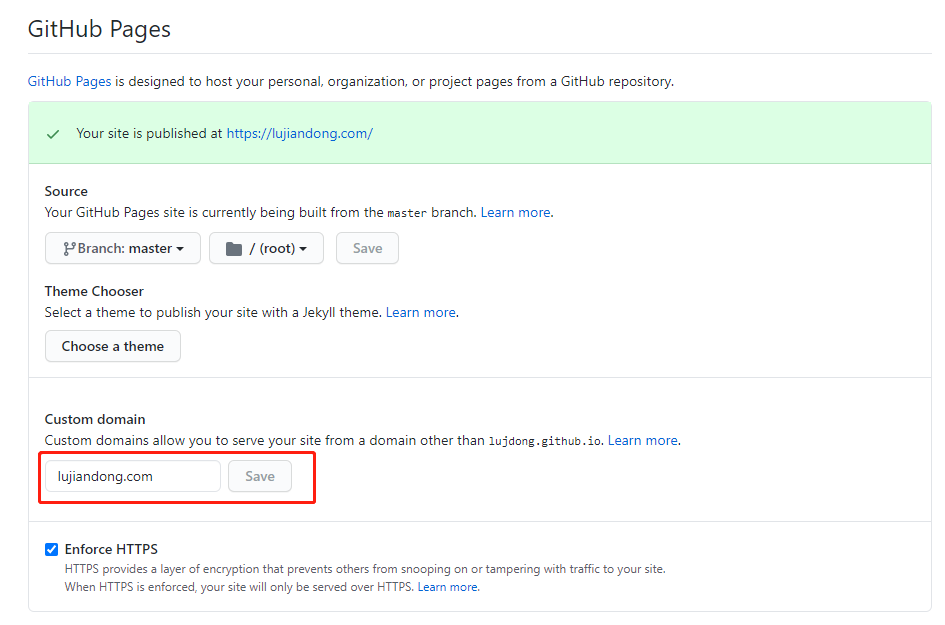 GitHub Pages
GitHub Pages is designed to host your personal, organization, or project pages from a GitHub repository.
Your site is published at https://lujiandong.com/
Source
Your GitHub Pages site is currently being built from the master branch. Learn more.
Branch: master
/ (root)
Save
Theme Chooser
Select a theme to publish your site with a Jekyll theme. Learn more.
Choose a theme
Custom domain
Custom domains allow you to serve your site from a domain other than lujdong.github.io. Learn more.
lujiandong.com
Save
Enforce HTTPS
HTTPS provides a layer of encryption that prevents others from snooping on or tampering with traffic to your site.
When HTTPS is enforced, your site will only be served over HTTPS. Learn more.